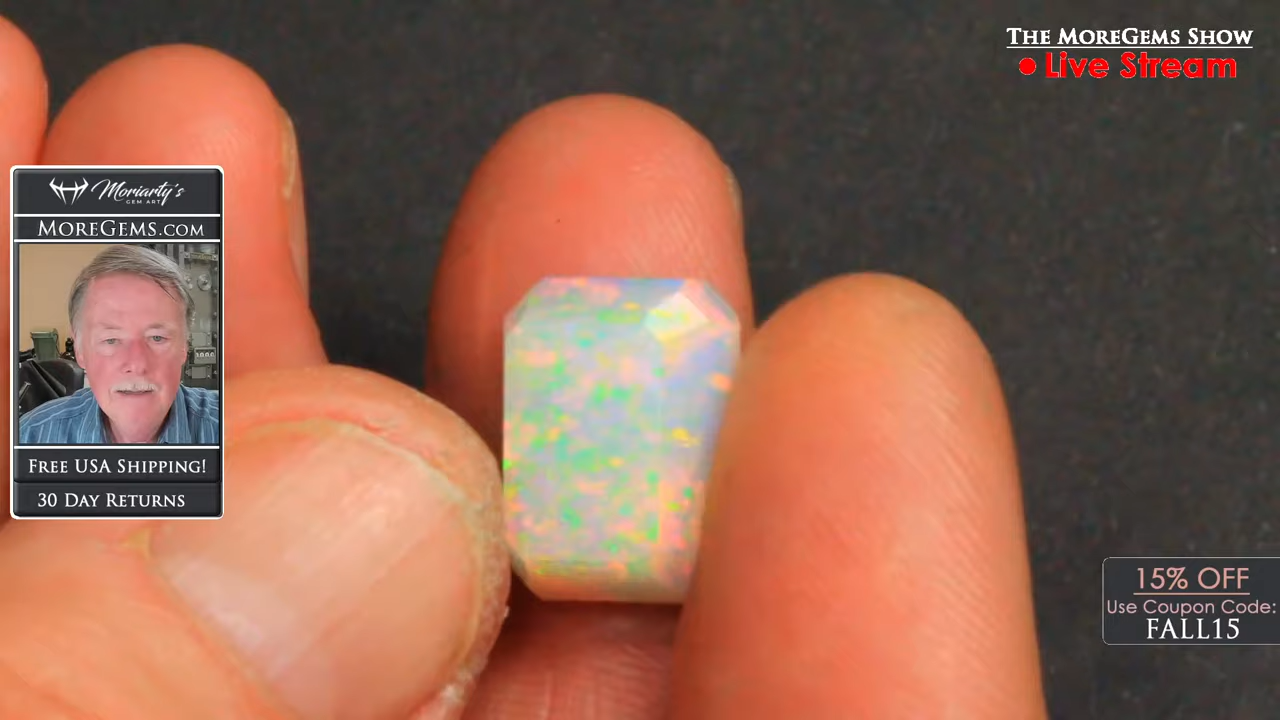 The MoreGems Show
Live Stream
Moriarty's
GEM ART
MoreGems.com
Free USA Shipping!
30 Day Returns
15% OFF
Use Coupon Code:
FALL15